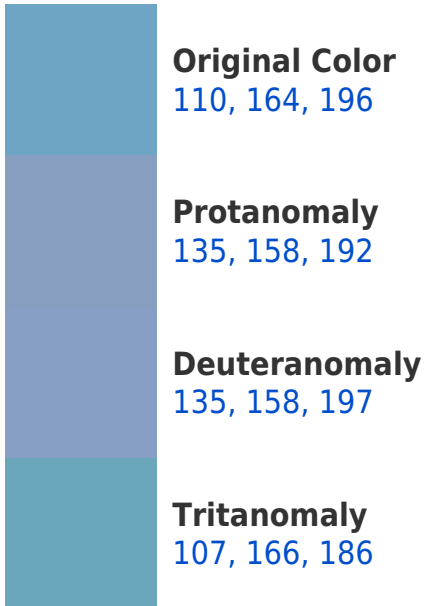 Original Color
110, 164, 196
Protanomaly
135, 158, 192
Deuteranomaly
135, 158, 197
Tritanomaly
107, 166, 186